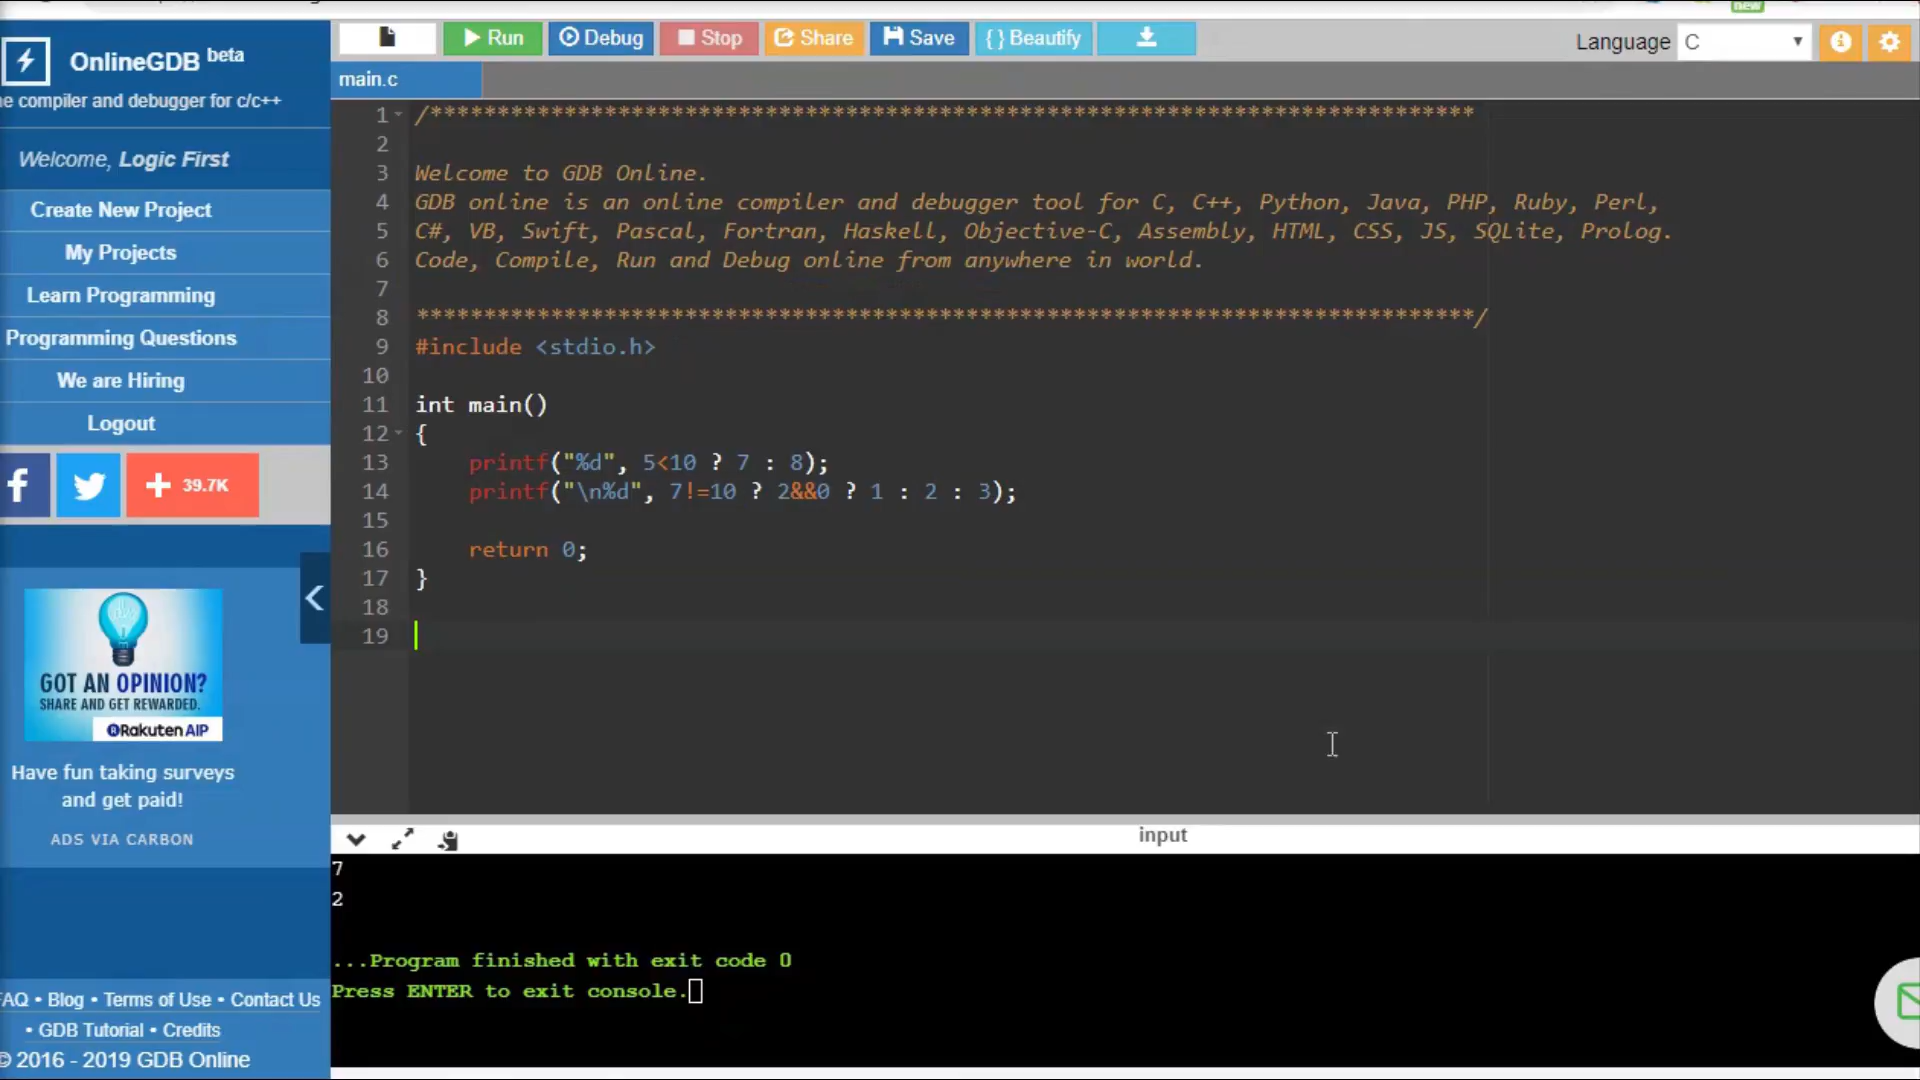 new
OnlineGDB beta
e compiler and debugger for c/c++
Welcome, Logic First
Create New Project
My Projects
Learn Programming
Programming Questions
We are Hiring
Logout
39.7K
GOT AN OPINION?
SHARE AND GET REWARDED.
Rakuten AIP
Have fun taking surveys
and get paid!
ADS VIA CARBON
FAQ • Blog • Terms of Use • Contact Us
• GDB Tutorial • Credits
© 2016 - 2019 GDB Online
Run Debug Stop Share Save { } Beautify Language C
main.c
1 /******************************************************************************
2
3 Welcome to GDB Online.
4 GDB online is an online compiler and debugger tool for C, C++, Python, Java, PHP, Ruby, Perl,
5 C#, VB, Swift, Pascal, Fortran, Haskell, Objective-C, Assembly, HTML, CSS, JS, SQLite, Prolog.
6 Code, Compile, Run and Debug online from anywhere in world.
7
8 *******************************************************************************/
9 #include <stdio.h>
10
11 int main()
12 {
13     printf("%d", 5<10 ? 7 : 8);
14     printf("\n%d", 7!=10 ? 2&&0 ? 1 : 2 : 3);
15
16     return 0;
17 }
18
19
input
7
2
...Program finished with exit code 0
Press ENTER to exit console.